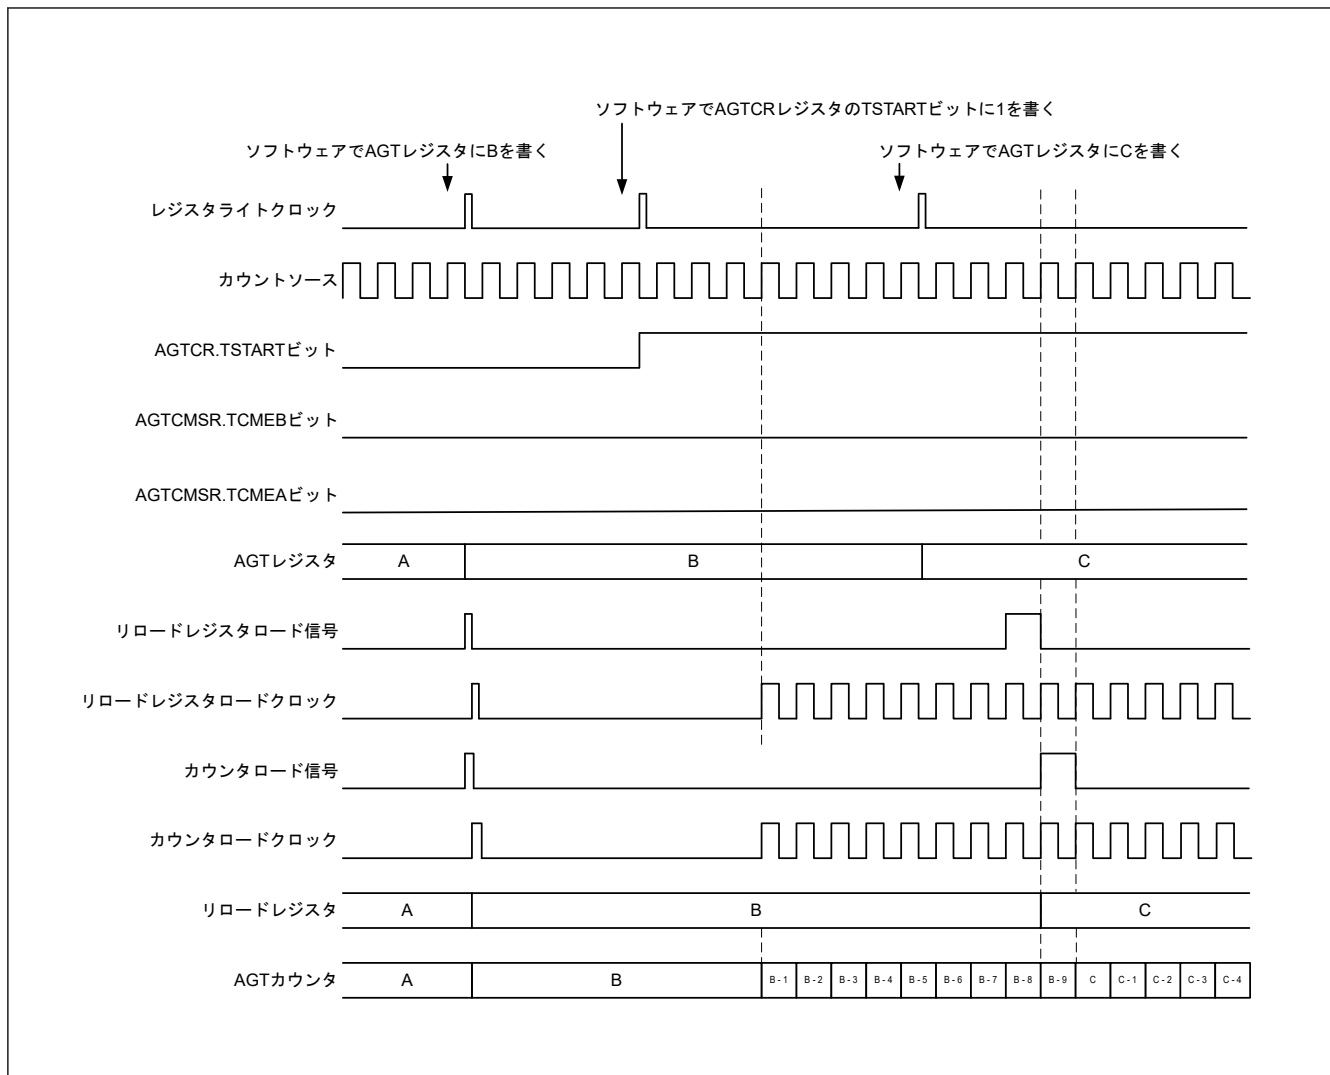 ソフトウェアでAGTCRレジスタのTSTARTビットに1を書く
ソフトウェアでAGTレジスタにBを書く
ソフトウェアでAGTレジスタにCを書く
レジスタライトクロック
カウントソース
AGTCR.TSTARTビット
AGTCMSR.TCMEBビット
AGTCMSR.TCMEAビット
AGTレジスタ A B C
リロードレジスタロード信号
リロードレジスタロードクロック
カウンタロード信号
カウンタロードクロック
リロードレジスタ A B C
AGTカウンタ A B B-1 B-2 B-3 B-4 B-5 B-6 B-7 B-8 B-9 C C-1 C-2 C-3 C-4